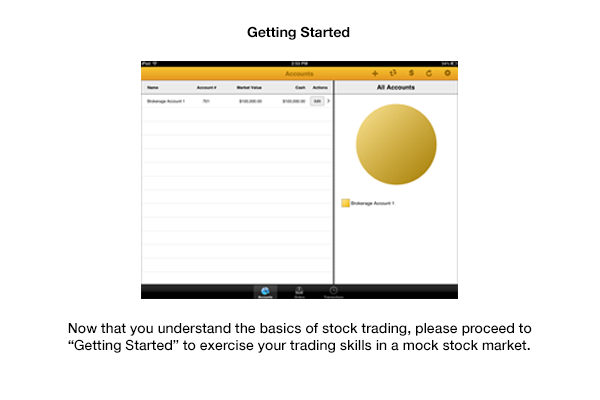 Getting Started
iPad
2:53 PM
Accounts
$
Name Account # Market Value Cash Actions
All Accounts
Brokerage Account 1 701 $100,000.00 $100,000.00 Edit
Brokerage Account 1
Accounts Orders Transactions
Now that you understand the basics of stock trading, please proceed to
“Getting Started” to exercise your trading skills in a mock stock market.